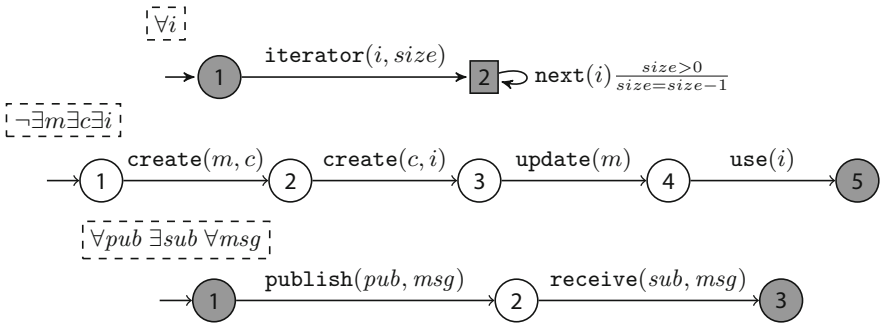 ∀i
1 iterator(i, size) 2 next(i) size>0 / size=size−1
¬∃m∃c∃i
1 create(m, c) 2 create(c, i) 3 update(m) 4 use(i) 5
∀pub ∃sub ∀msg
1 publish(pub, msg) 2 receive(sub, msg) 3